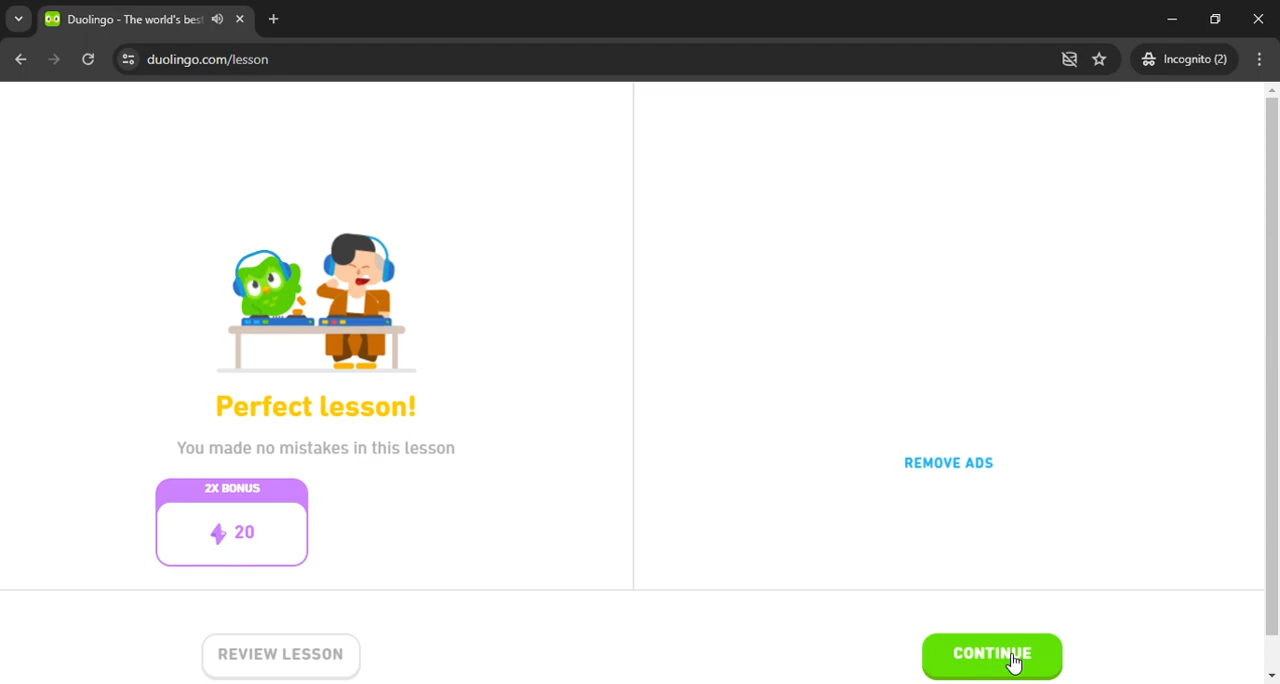 Duolingo - The world's bes
duolingo.com/lesson
Incognito (2)
Perfect lesson!
You made no mistakes in this lesson
2X BONUS
20
REMOVE ADS
REVIEW LESSON
CONTINUE